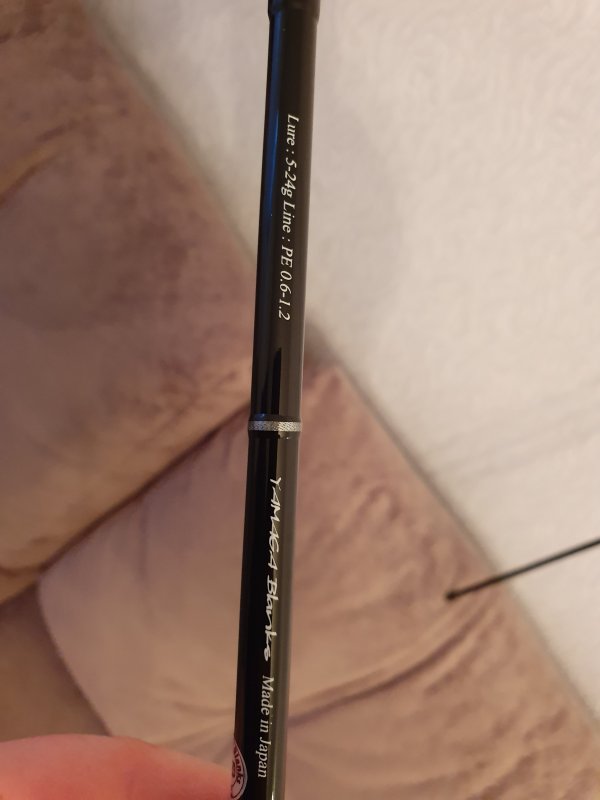 Lure : 5-24g Line : PE 0.6-1.2
YAMAGA Blanks Made in Japan